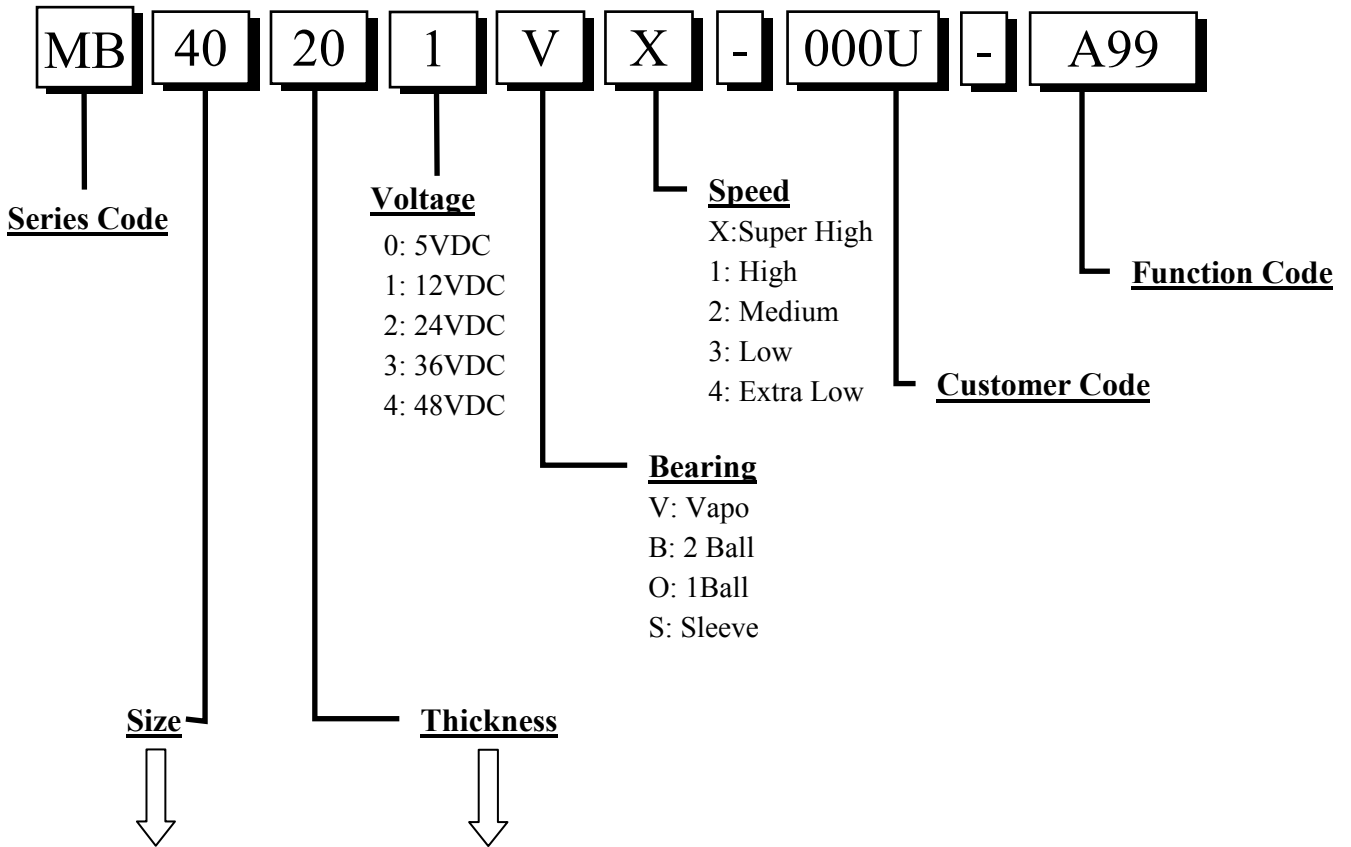 MB 40 20 1 V X - 000U - A99
Series Code
Voltage
0: 5VDC
1: 12VDC
2: 24VDC
3: 36VDC
4: 48VDC
Speed
X:Super High
1: High
2: Medium
3: Low
4: Extra Low
Function Code
Customer Code
Bearing
V: Vapo
B: 2 Ball
O: 1Ball
S: Sleeve
Size
Thickness